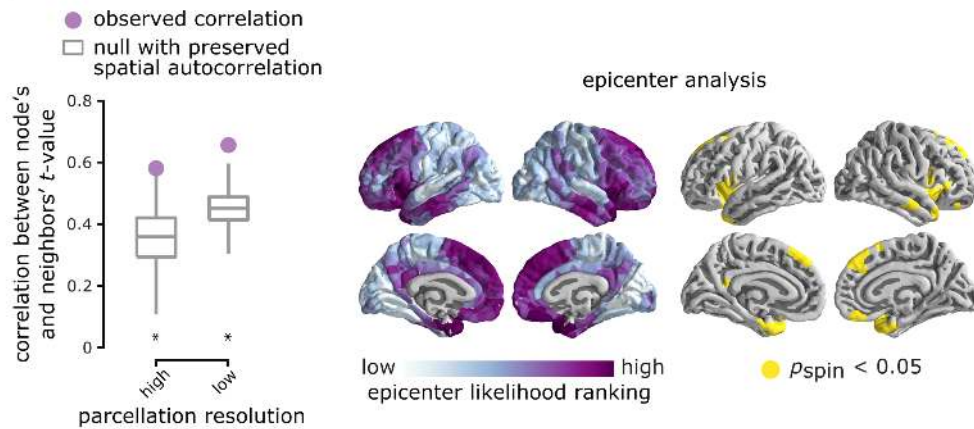 observed correlation
null with preserved
spatial autocorrelation
correlation between node's
and neighbors' t-value
0.8
0.6
0.4
0.2
0
*
*
high
low
parcellation resolution
epicenter analysis
low
high
epicenter likelihood ranking
pspin < 0.05